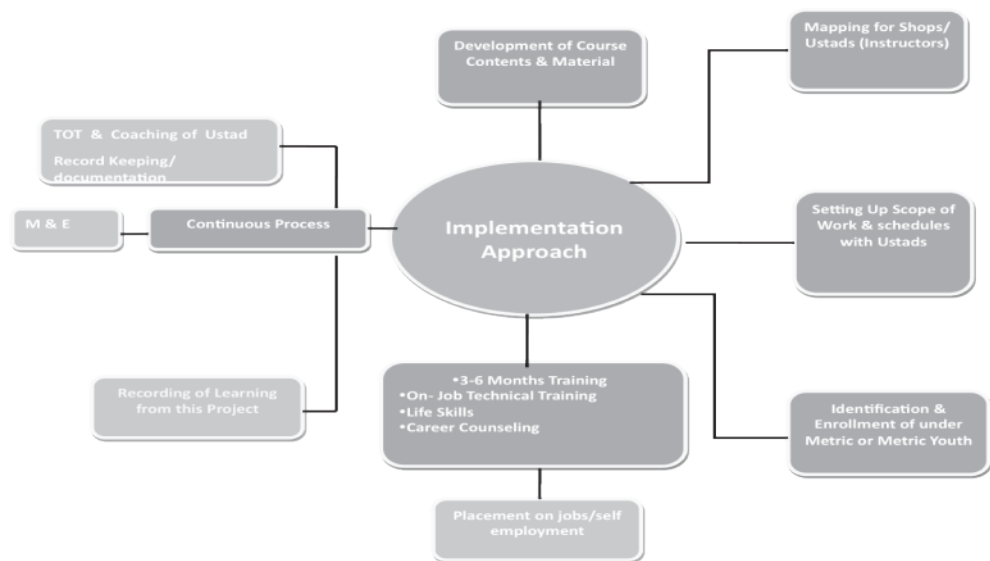 Development of Course
Contents & Material
Mapping for Shops/
Ustads (Instructors)
TOT & Coaching of Ustad
Record Keeping/
documentation
M & E
Continuous Process
Implementation
Approach
Setting Up Scope of
Work & schedules
with Ustads
Recording of Learning
from this Project
•3-6 Months Training
•On- Job Technical Training
•Life Skills
•Career Counseling
Identification &
Enrollment of under
Metric or Metric Youth
Placement on jobs/self
employment